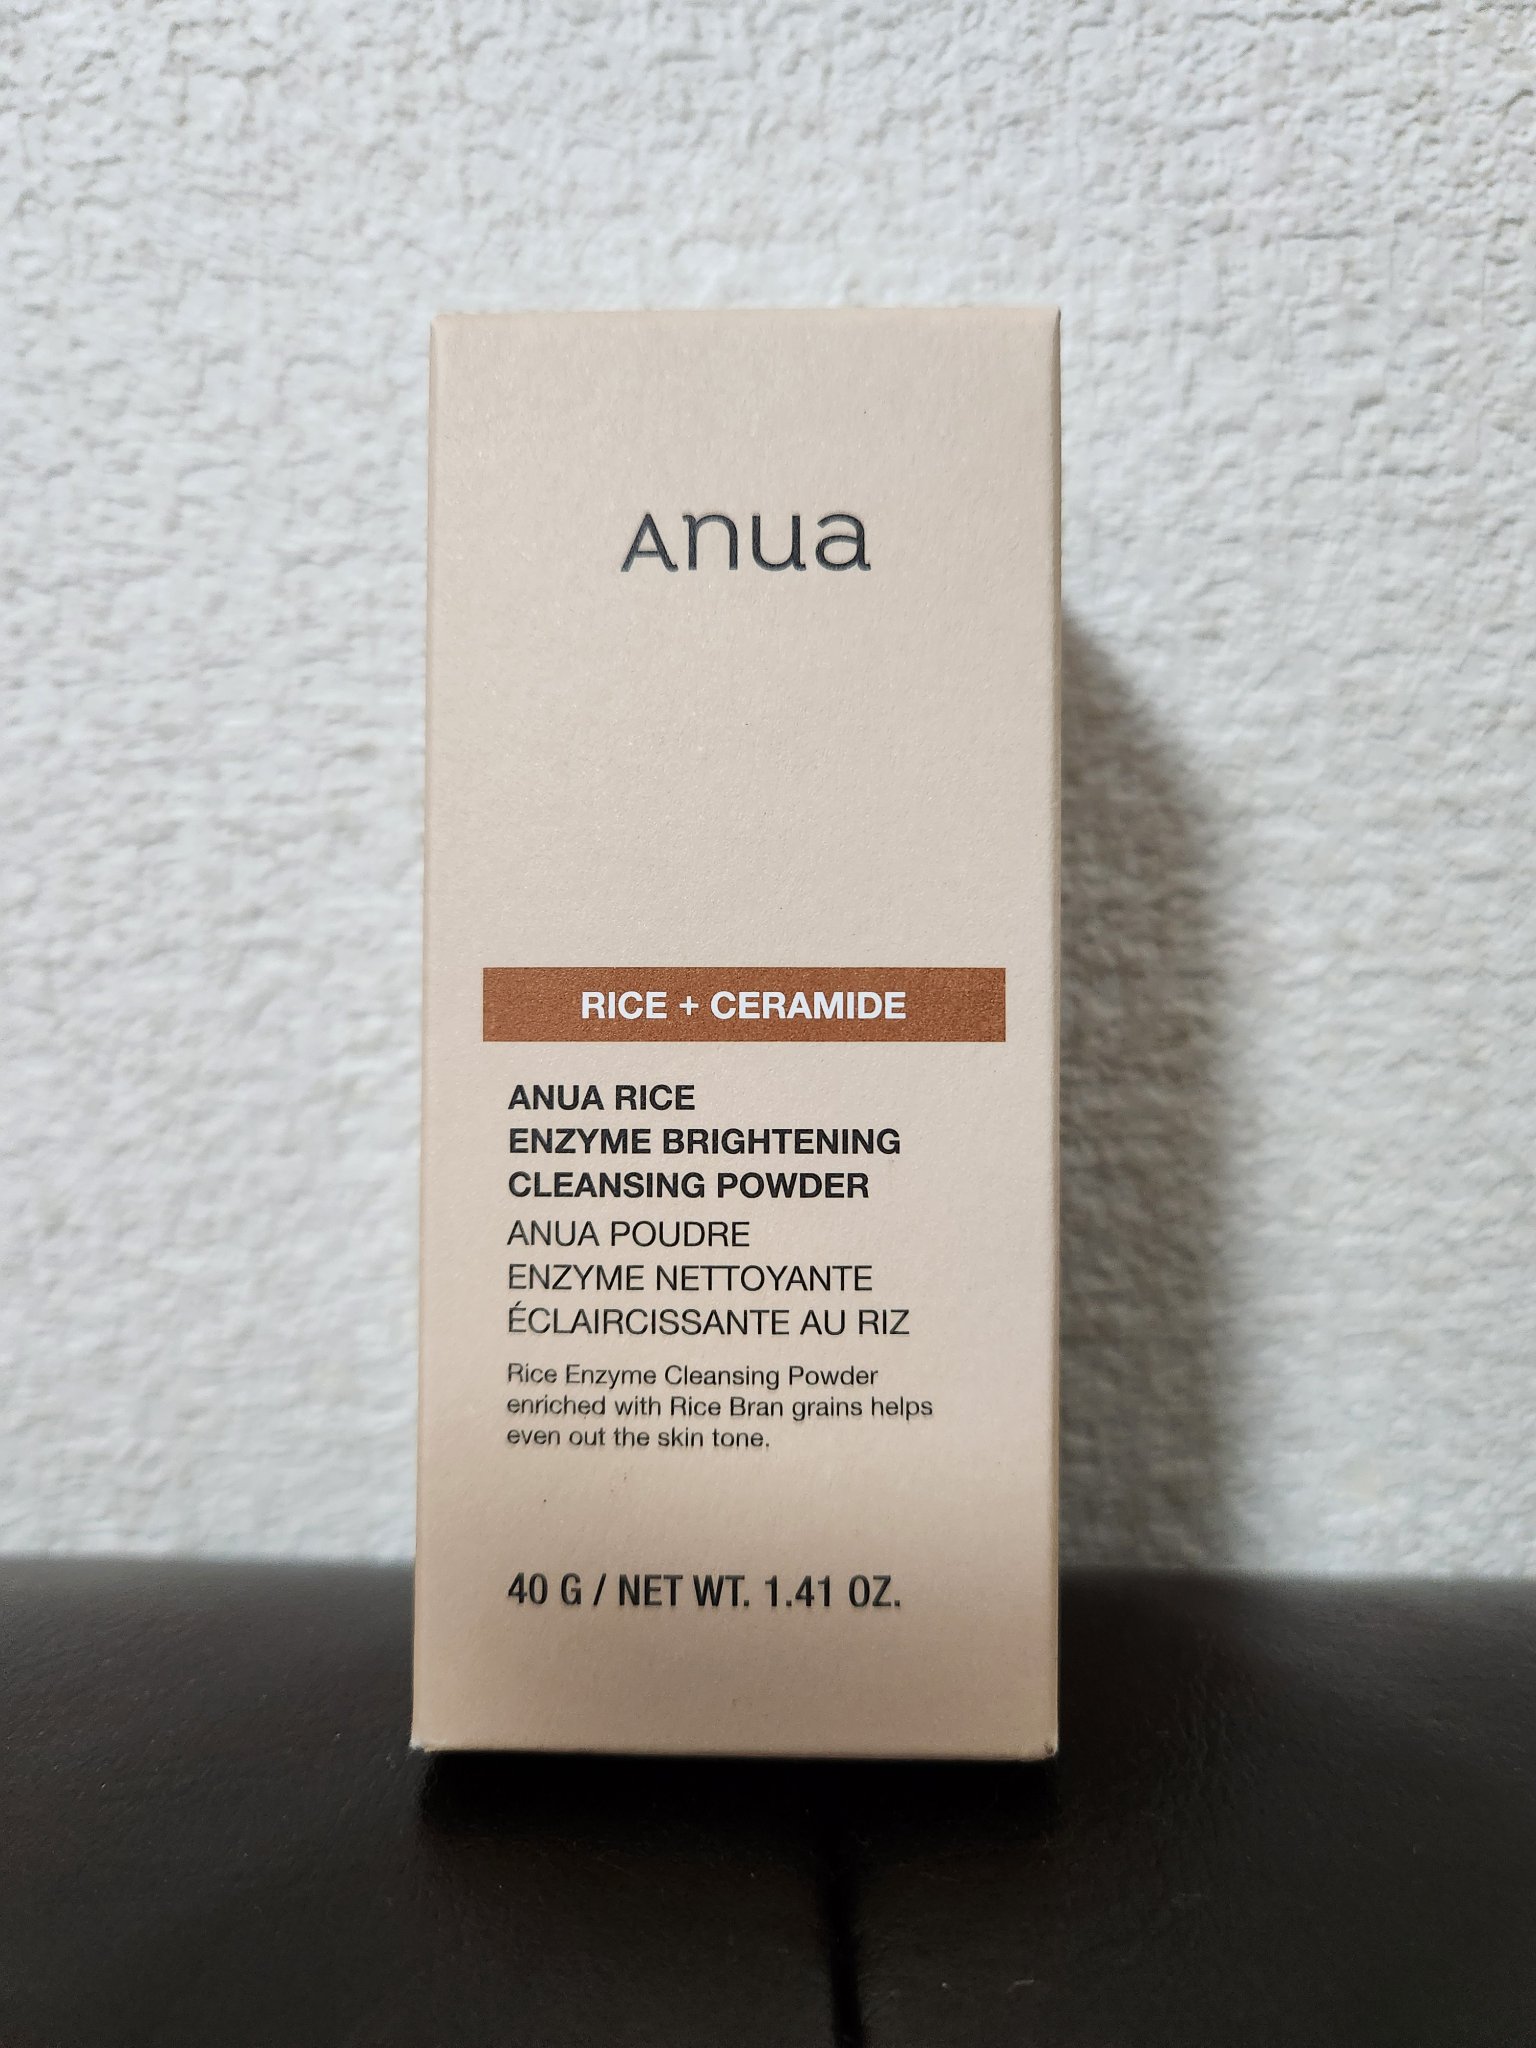 Anua
RICE + CERAMIDE
ANUA RICE
ENZYME BRIGHTENING
CLEANSING POWDER
ANUA POUDRE
ENZYME NETTOYANTE
ÉCLAIRCISSANTE AU RIZ
Rice Enzyme Cleansing Powder
enriched with Rice Bran grains helps
even out the skin tone.
40 G / NET WT. 1.41 OZ.